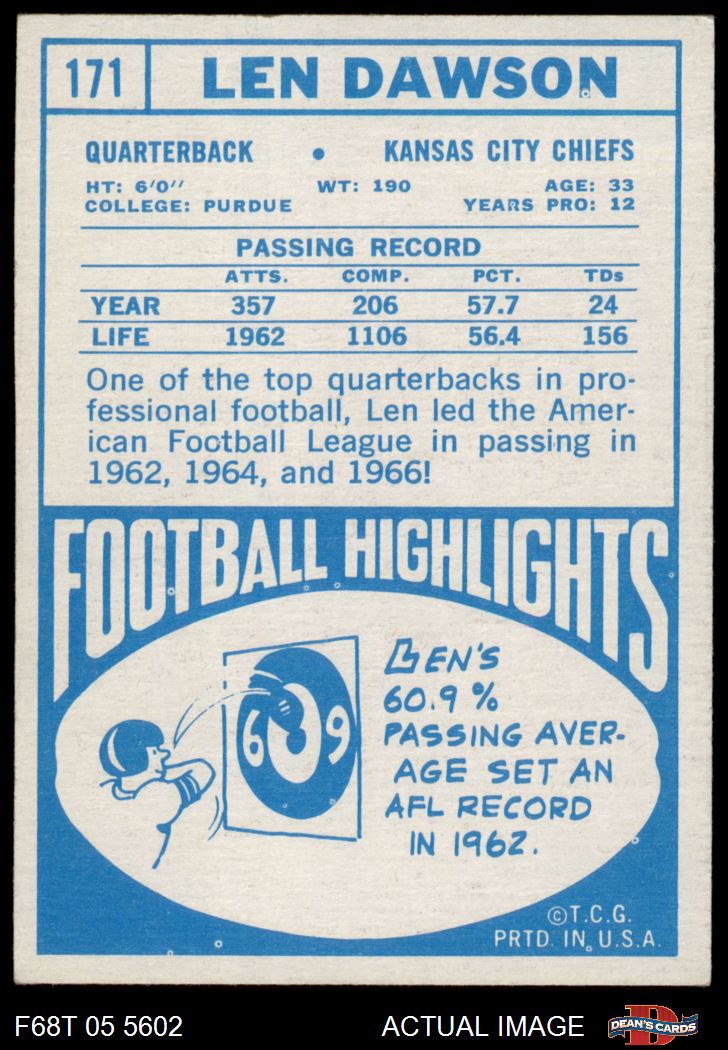 171 LEN DAWSON
QUARTERBACK • KANSAS CITY CHIEFS
HT: 6'0'' WT: 190 AGE: 33
COLLEGE: PURDUE YEARS PRO: 12
PASSING RECORD
ATTS. COMP. PCT. TDs
YEAR 357 206 57.7 24
LIFE 1962 1106 56.4 156
One of the top quarterbacks in pro-
fessional football, Len led the Amer-
ican Football League in passing in
1962, 1964, and 1966!
FOOTBALL HIGHLIGHTS
LEN'S
60.9%
PASSING AVER-
AGE SET AN
AFL RECORD
IN 1962.
60 9
©T.C.G.
PRTD. IN U.S.A.
F68T 05 5602 ACTUAL IMAGE DEAN'S CARDS